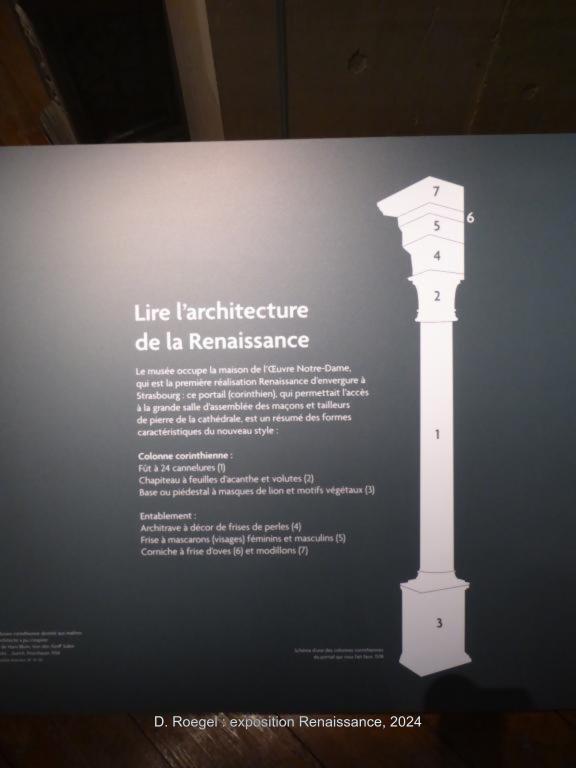 7
6
5
4
2
Lire l'architecture
de la Renaissance
Le musée occupe la maison de l'Œuvre Notre-Dame,
qui est la première réalisation Renaissance d'envergure à
Strasbourg : ce portail (corinthien), qui permettait l'accès
à la grande salle d'assemblée des maçons et tailleurs
de pierre de la cathédrale, est un résumé des formes
caractéristiques du nouveau style :
Colonne corinthienne :
Fût à 24 cannelures (1)
Chapiteau à feuilles d'acanthe et volutes (2)
Base ou piédestal à masques de lion et motifs végétaux (3)
1
Entablement :
Architrave à décor de frises de perles (4)
Frise à mascarons (visages) féminins et masculins (5)
Corniche à frise d'oves (6) et modillons (7)
3
Schéma d'une des colonnes corinthiennes
du portail qui vous fait face,
D. Roegel : exposition Renaissance, 2024